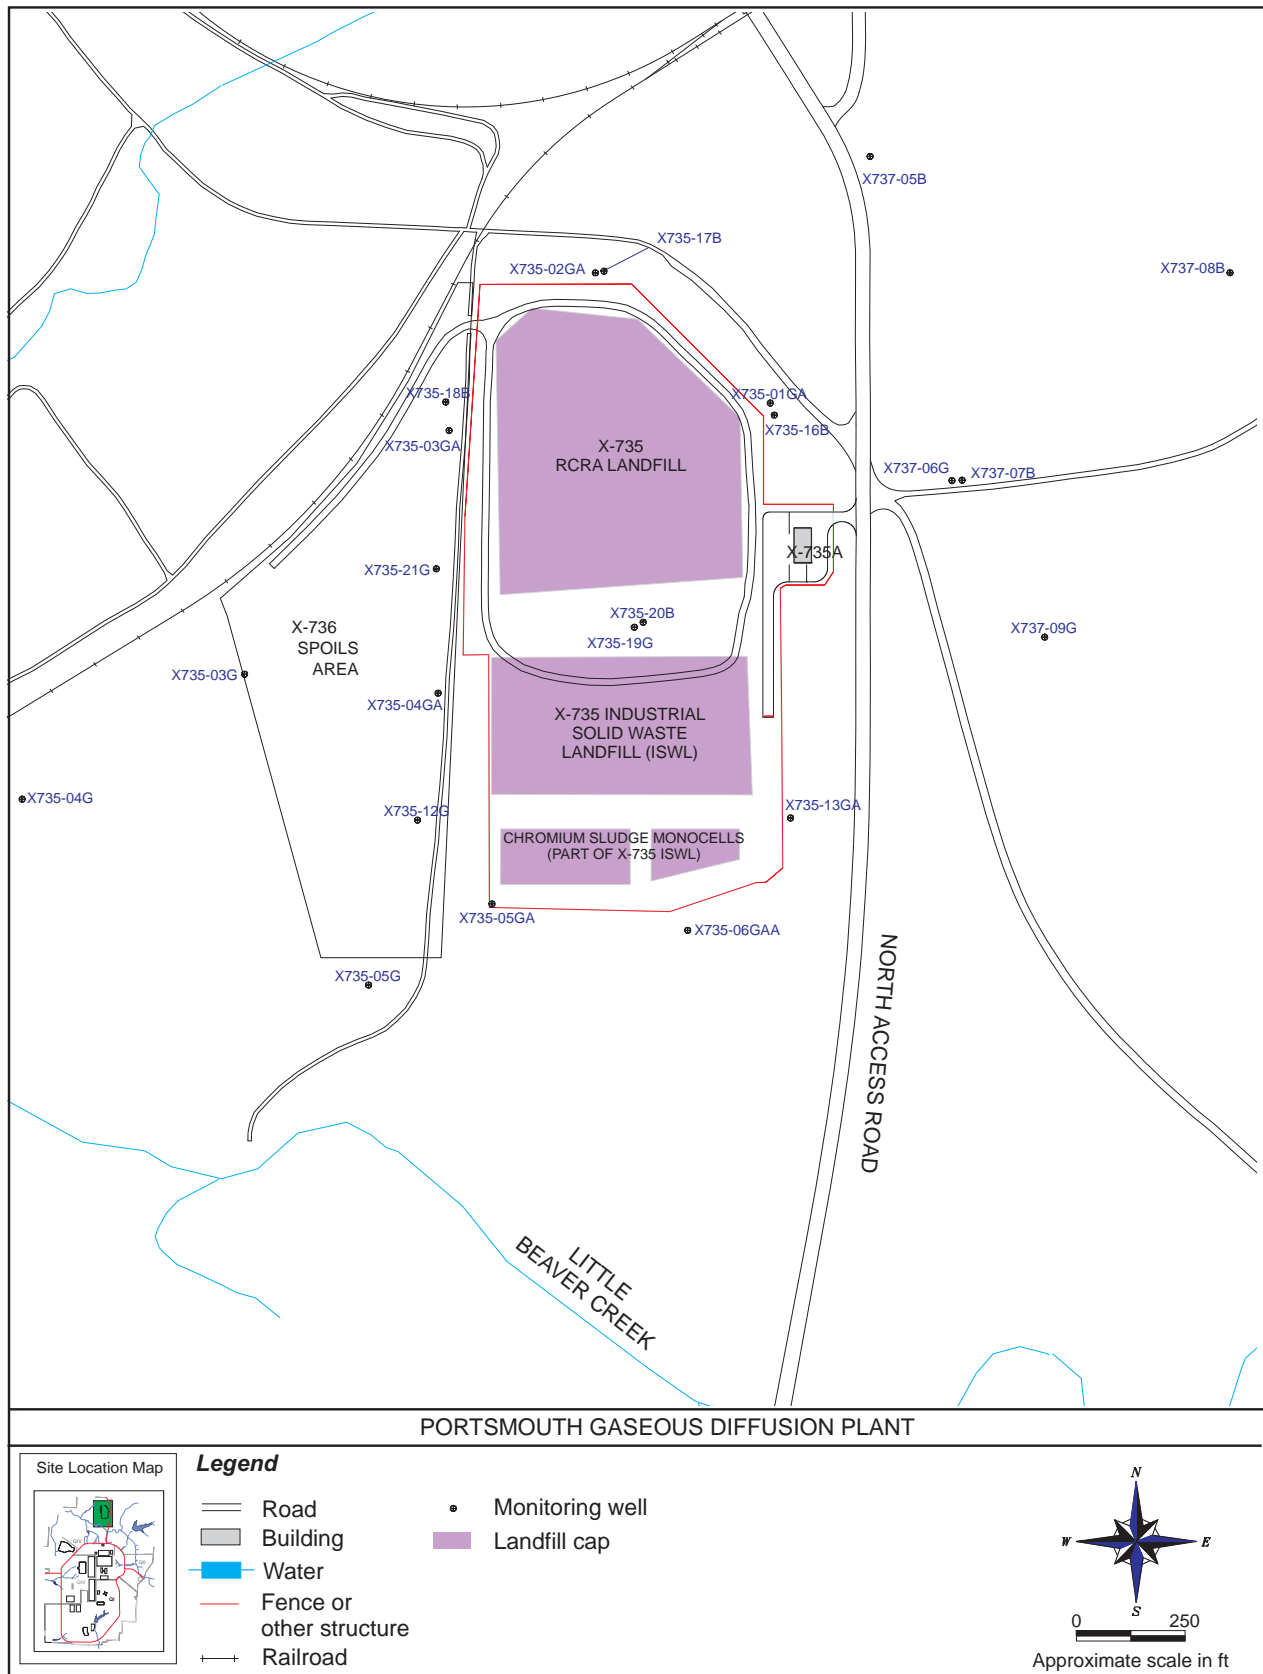 X737-05B
X735-17B
X735-02GA
X737-08B
X735-18B
X735-01GA
X735-16B
X735-03GA
X-735
RCRA LANDFILL
X737-06G
X737-07B
X-735A
X735-21G
X735-20B
X735-19G
X-736
SPOILS
AREA
X737-09G
X735-03G
X735-04GA
X-735 INDUSTRIAL
SOLID WASTE
LANDFILL (ISWL)
X735-04G
X735-12G
X735-13GA
CHROMIUM SLUDGE MONOCELLS
(PART OF X-735 ISWL)
X735-05GA
X735-06GAA
X735-05G
NORTH ACCESS ROAD
LITTLE
BEAVER CREEK
PORTSMOUTH GASEOUS DIFFUSION PLANT
Site Location Map
Legend
Road
Building
Water
Fence or
other structure
Railroad
Monitoring well
Landfill cap
N
W
E
S
0 250
Approximate scale in ft